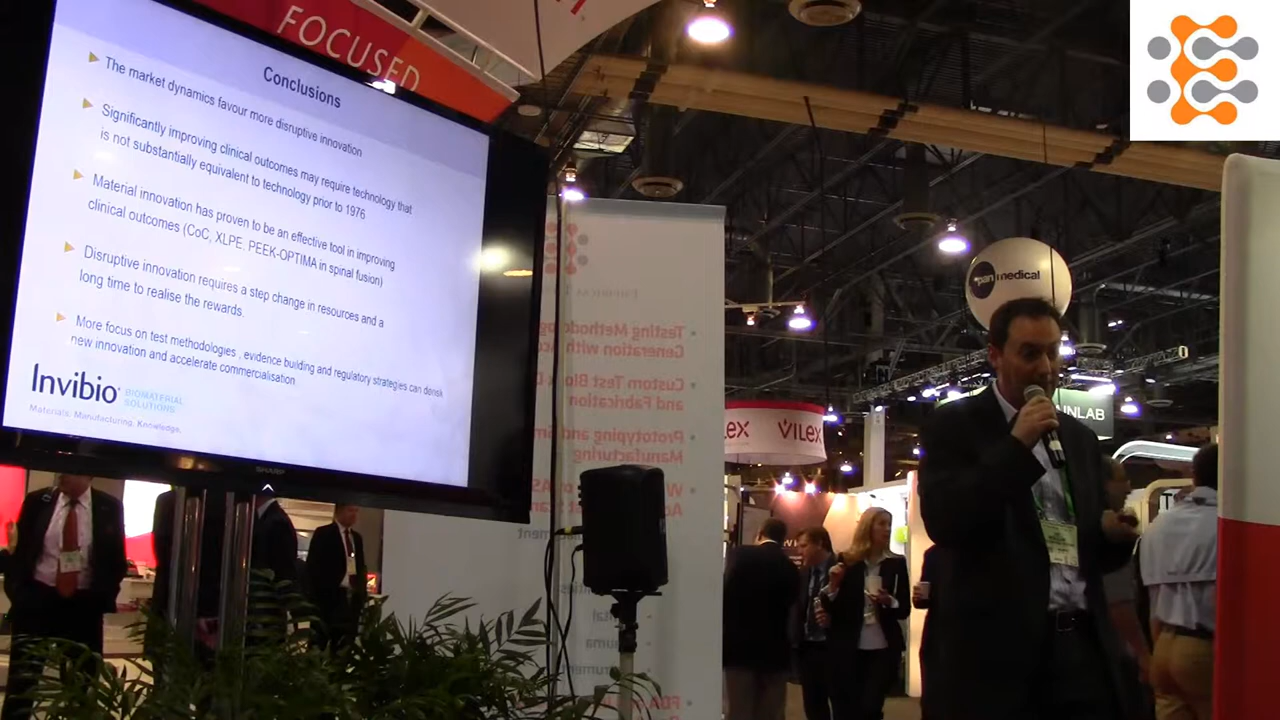 FOCUSED
Conclusions
The market dynamics favour more disruptive innovation
Significantly improving clinical outcomes may require technology that
is not substantially equivalent to technology prior to 1976
Material innovation has proven to be an effective tool in improving
clinical outcomes (CoC, XLPE, PEEK-OPTIMA in spinal fusion)
Disruptive innovation requires a step change in resources and a
long time to realise the rewards.
More focus on test methodologies , evidence building and regulatory strategies can derisk
new innovation and accelerate commercialisation
Invibio
BIOMATERIAL
SOLUTIONS
Materials. Manufacturing. Knowledge.
SHARP
Testing
Generation with
Custom Test
and Fabrication
Prototyping and
Manufacturing
pan medical
VILEX